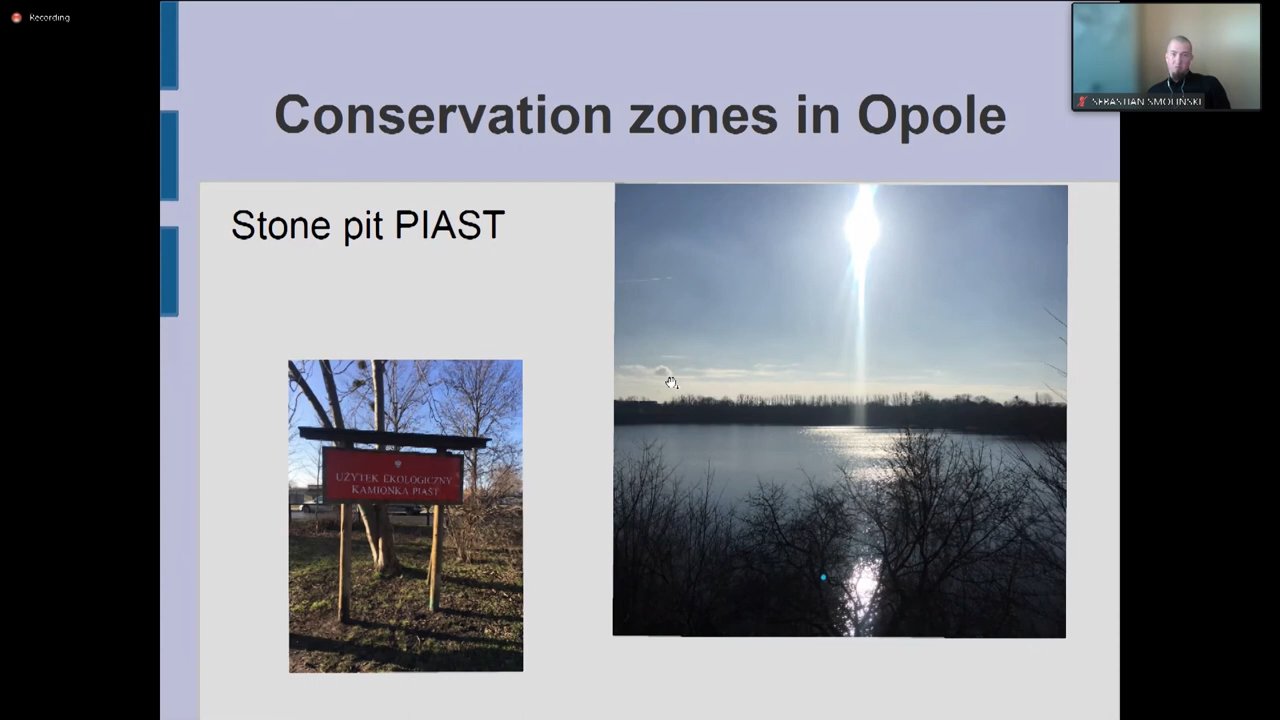 Recording
SEBASTIAN SMOLINSKI
Conservation zones in Opole
Stone pit PIAST
UŻYTEK EKOLOGICZNY
KAMIONKA PIAST